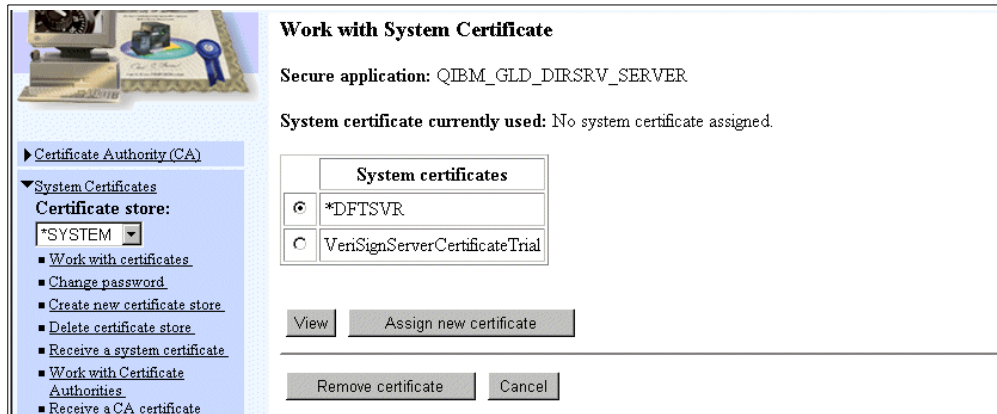 Work with System Certificate
Secure application: QIBM_GLD_DIRSRV_SERVER
System certificate currently used: No system certificate assigned.
System certificates
*DFTSVR
VeriSignServerCertificateTrial
View
Assign new certificate
Remove certificate
Cancel
Certificate Authority (CA)
System Certificates
Certificate store:
*SYSTEM
Work with certificates
Change password
Create new certificate store
Delete certificate store
Receive a system certificate
Work with Certificate
Authorities
Receive a CA certificate